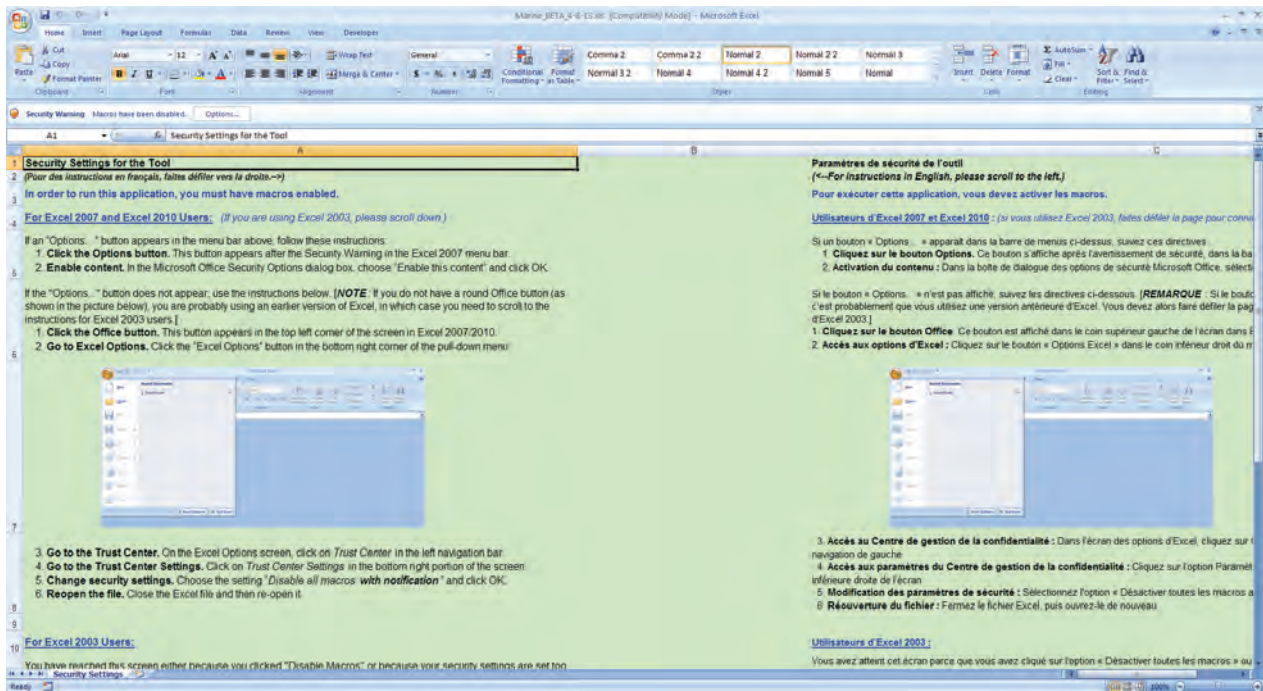 Marine_BETA_4-8-15.xls [Compatibility Mode] - Microsoft Excel
Home Insert Page Layout Formulas Data Review View Developer
Cut
Copy
Format Painter
Paste
Clipboard
Arial 12
Font
Wrap Text
Merge & Center
Alignment
General
Number
Conditional Formatting
Format as Table
Comma 2 Comma 2 2 Normal 2 Normal 2 2 Normal 3
Normal 3 2 Normal 4 Normal 4 2 Normal 5 Normal
Styles
Insert Delete Format
Cells
AutoSum
Fill
Clear
Sort & Filter
Find & Select
Editing
Security Warning Macros have been disabled. Options...
A1 fx Security Settings for the Tool
A B C
1 Security Settings for the Tool
2 (Pour des instructions en français, faites défiler vers la droite.-->)
3 In order to run this application, you must have macros enabled.
4 For Excel 2007 and Excel 2010 Users: (If you are using Excel 2003, please scroll down.)
If an "Options..." button appears in the menu bar above, follow these instructions:
1. Click the Options button. This button appears after the Security Warning in the Excel 2007 menu bar.
5 2. Enable content. In the Microsoft Office Security Options dialog box, choose "Enable this content" and click OK.
If the "Options..." button does not appear, use the instructions below. [NOTE: If you do not have a round Office button (as
shown in the picture below), you are probably using an earlier version of Excel, in which case you need to scroll to the
instructions for Excel 2003 users.]
1. Click the Office button. This button appears in the top left corner of the screen in Excel 2007/2010.
6 2. Go to Excel Options. Click the "Excel Options" button in the bottom right corner of the pull-down menu.
7
3. Go to the Trust Center. On the Excel Options screen, click on Trust Center in the left navigation bar.
4. Go to the Trust Center Settings. Click on Trust Center Settings in the bottom right portion of the screen.
5. Change security settings. Choose the setting "Disable all macros with notification" and click OK.
8 6. Reopen the file. Close the Excel file and then re-open it.
9
10 For Excel 2003 Users:
You have reached this screen either because you clicked "Disable Macros" or because your security settings are set too
Paramètres de sécurité de l'outil
(<--For instructions in English, please scroll to the left.)
Pour exécuter cette application, vous devez activer les macros.
Utilisateurs d'Excel 2007 et Excel 2010 : (si vous utilisez Excel 2003, faites défiler la page pour
Si un bouton « Options... » apparaît dans la barre de menus ci-dessus, suivez ces directives
1. Cliquez sur le bouton Options. Ce bouton s'affiche après l'avertissement de sécurité, dans la ba
2. Activation du contenu : Dans la boîte de dialogue des options de sécurité Microsoft Office, sélect
Si le bouton « Options... » n'est pas affiché, suivez les directives ci-dessous. [REMARQUE : Si le
c'est probablement que vous utilisez une version antérieure d'Excel. Vous devez alors faire défiler la pag
d'Excel 2003.]
1. Cliquez sur le bouton Office. Ce bouton est affiché dans le coin supérieur gauche de l'écran dans E
2. Accès aux options d'Excel : Cliquez sur le bouton « Options Excel » dans le coin inférieur droit du m
3. Accès au Centre de gestion de la confidentialité : Dans l'écran des options d'Excel, cliquez sur
navigation de gauche
4. Accès aux paramètres du Centre de gestion de la confidentialité : Cliquez sur l'option Paramèt
inférieure droite de l'écran
5. Modification des paramètres de sécurité : Sélectionnez l'option « Désactiver toutes les macros a
6. Réouverture du fichier : Fermez le fichier Excel, puis ouvrez-le de nouveau
Utilisateurs d'Excel 2003 :
Vous avez atteint cet écran parce que vous avez cliqué sur l'option « Désactiver toutes les macros » ou
Security Settings
Ready 100%